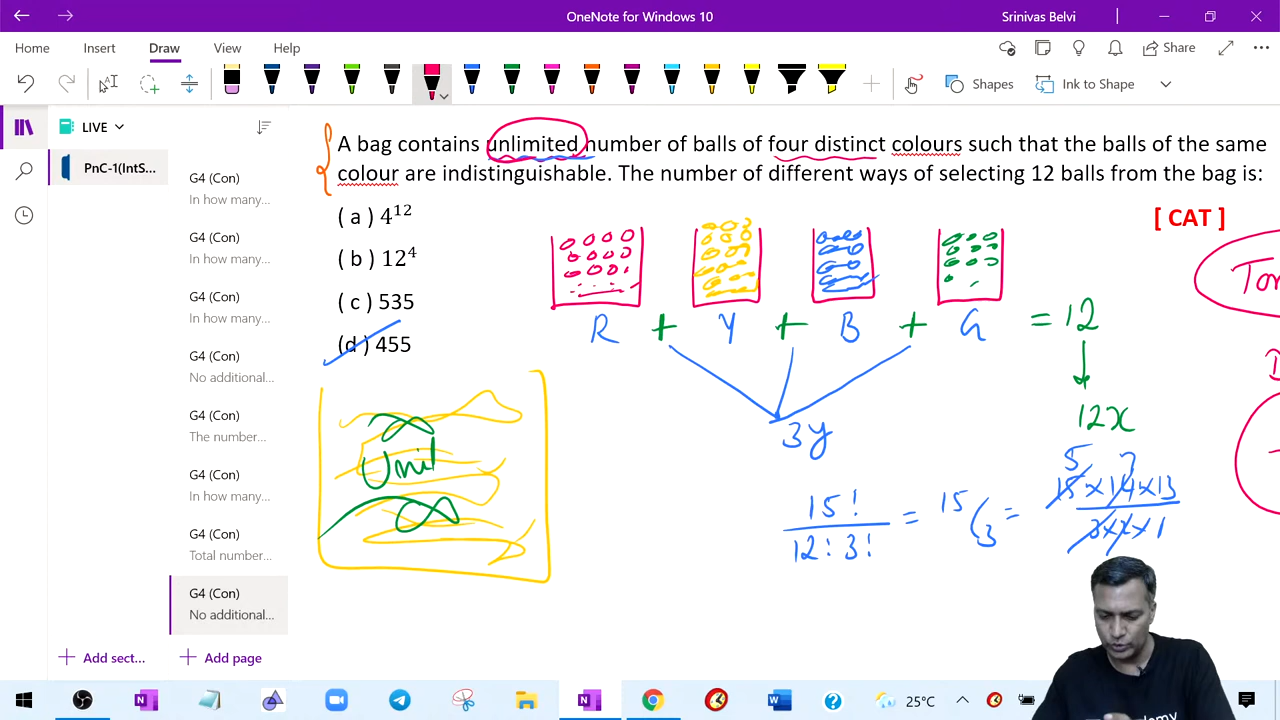 OneNote for Windows 10
Srinivas Belvi
Home Insert Draw View Help
Share
Shapes
Ink to Shape
LIVE
PnC-1(IntS...
G4 (Con)
In how many...
G4 (Con)
In how many...
G4 (Con)
In how many...
G4 (Con)
No additional...
G4 (Con)
The number...
G4 (Con)
In how many...
G4 (Con)
Total number...
G4 (Con)
No additional...
Add sect...
Add page
A bag contains unlimited number of balls of four distinct colours such that the balls of the same
colour are indistinguishable. The number of different ways of selecting 12 balls from the bag is:
[ CAT ]
( a ) 4¹²
( b ) 12⁴
( c ) 535
(d ) 455
R + Y + B + G = 12
12x
3y
Unil
∞
∞
15! / 12! 3! = ¹⁵C₃ = 15 × 14 × 13 / 3 × 2 × 1
5 7
25°C